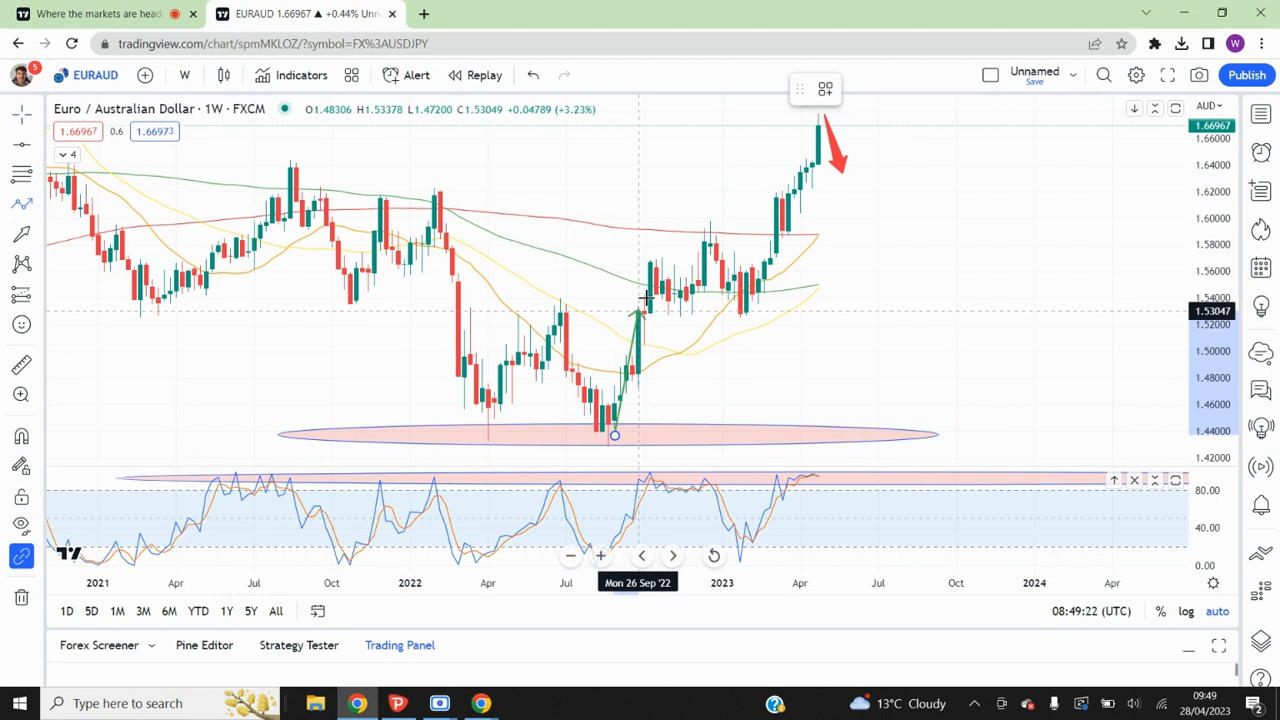 Where the markets are head
EURAUD 1.66967 ▲ +0.44% Unn
tradingview.com/chart/spmMKLOZ/?symbol=FX%3AUSDJPY
W
5
EURAUD
W
Indicators
Alert
Replay
Unnamed
Save
Publish
Euro / Australian Dollar · 1W · FXCM
O1.48306 H1.53378 L1.47200 C1.53049 +0.04789 (+3.23%)
AUD
1.66967
0.6
1.66973
4
1.66967
1.66000
1.64000
1.62000
1.60000
1.58000
1.56000
1.54000
1.53047
1.52000
1.50000
1.48000
1.46000
1.44000
1.42000
80.00
40.00
0.00
2021
Apr
Jul
Oct
2022
Apr
Jul
Mon 26 Sep '22
2023
Apr
Jul
Oct
2024
Apr
1D
5D
1M
3M
6M
YTD
1Y
5Y
All
08:49:22 (UTC)
%
log
auto
Forex Screener
Pine Editor
Strategy Tester
Trading Panel
Type here to search
13°C Cloudy
09:49
28/04/2023
2